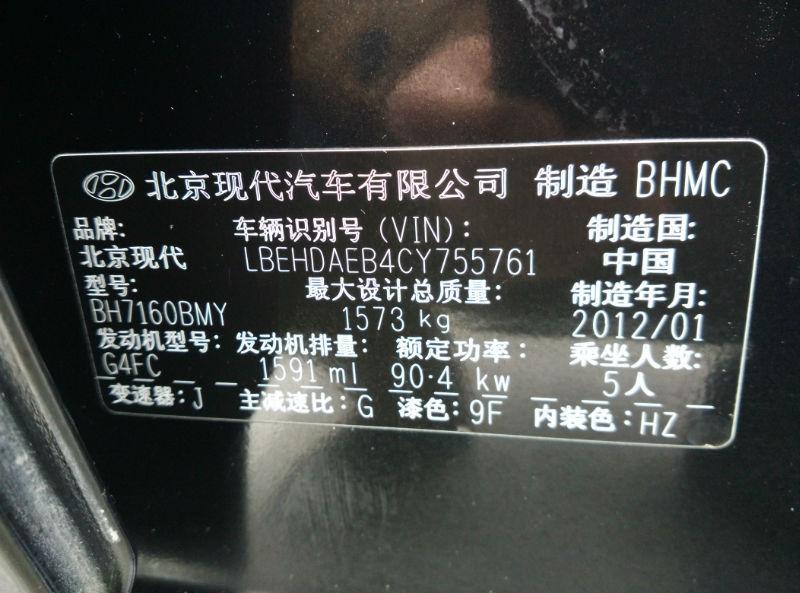 北京现代汽车有限公司 制造 BHMC
品牌: 车辆识别号 (VIN): 制造国:
北京现代 LBEHDAEB4CY755761 中国
型号: 最大设计总质量: 制造年月:
BH7160BMY 1573 kg 2012/01
发动机型号: 发动机排量: 额定功率: 乘坐人数:
G4FC 1591 ml 90.4 kw 5人
变速器: J 主减速比: G 漆色: 9F 内装色: HZ